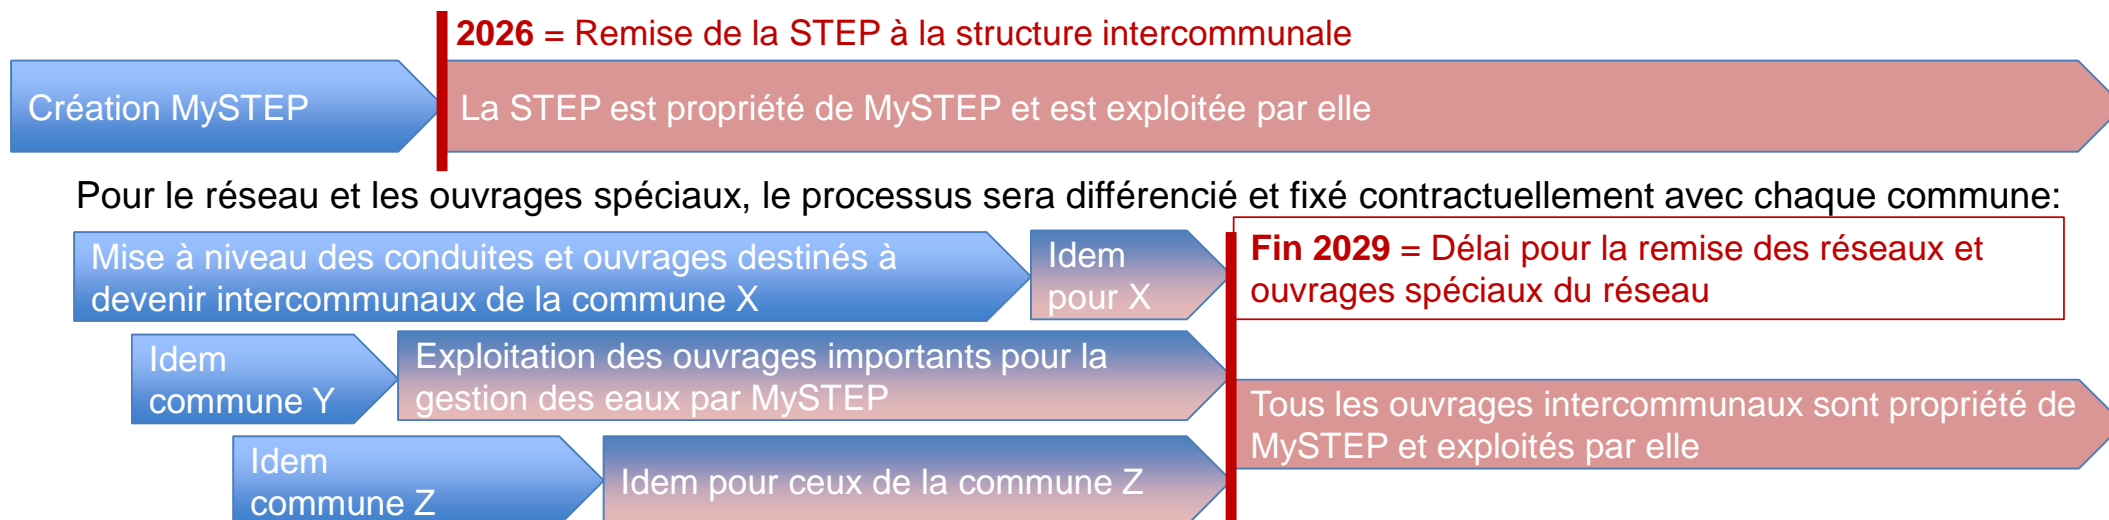 2026 = Remise de la STEP à la structure intercommunale
Création MySTEP
La STEP est propriété de MySTEP et est exploitée par elle
Pour le réseau et les ouvrages spéciaux, le processus sera différencié et fixé contractuellement avec chaque commune:
Mise à niveau des conduites et ouvrages destinés à
devenir intercommunaux de la commune X
Idem
pour X
Fin 2029 = Délai pour la remise des réseaux et
ouvrages spéciaux du réseau
Idem
commune Y
Exploitation des ouvrages importants pour la
gestion des eaux par MySTEP
Tous les ouvrages intercommunaux sont propriété de
MySTEP et exploités par elle
Idem
commune Z
Idem pour ceux de la commune Z